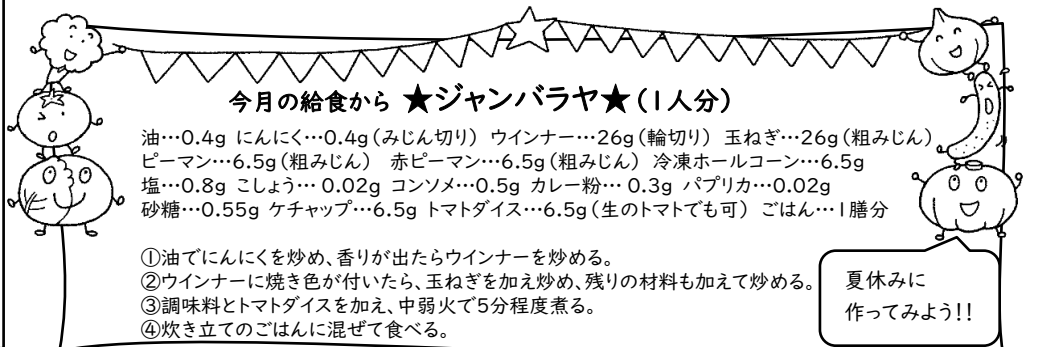 今月の給食から ★ジャンバラヤ★(1人分)
油…0.4g にんにく…0.4g(みじん切り) ウインナー…26g(輪切り) 玉ねぎ…26g(粗みじん)
ピーマン…6.5g(粗みじん) 赤ピーマン…6.5g(粗みじん) 冷凍ホールコーン…6.5g
塩…0.8g こしょう… 0.02g コンソメ…0.5g カレー粉… 0.3g パプリカ…0.02g
砂糖…0.55g ケチャップ…6.5g トマトダイス…6.5g(生のトマトでも可) ごはん…1膳分
①油でにんにくを炒め、香りが出たらウインナーを炒める。
②ウインナーに焼き色が付いたら、玉ねぎを加え炒め、残りの材料も加えて炒める。
③調味料とトマトダイスを加え、中弱火で5分程度煮る。
④炊き立てのごはんに混ぜて食べる。
夏休みに
作ってみよう!!